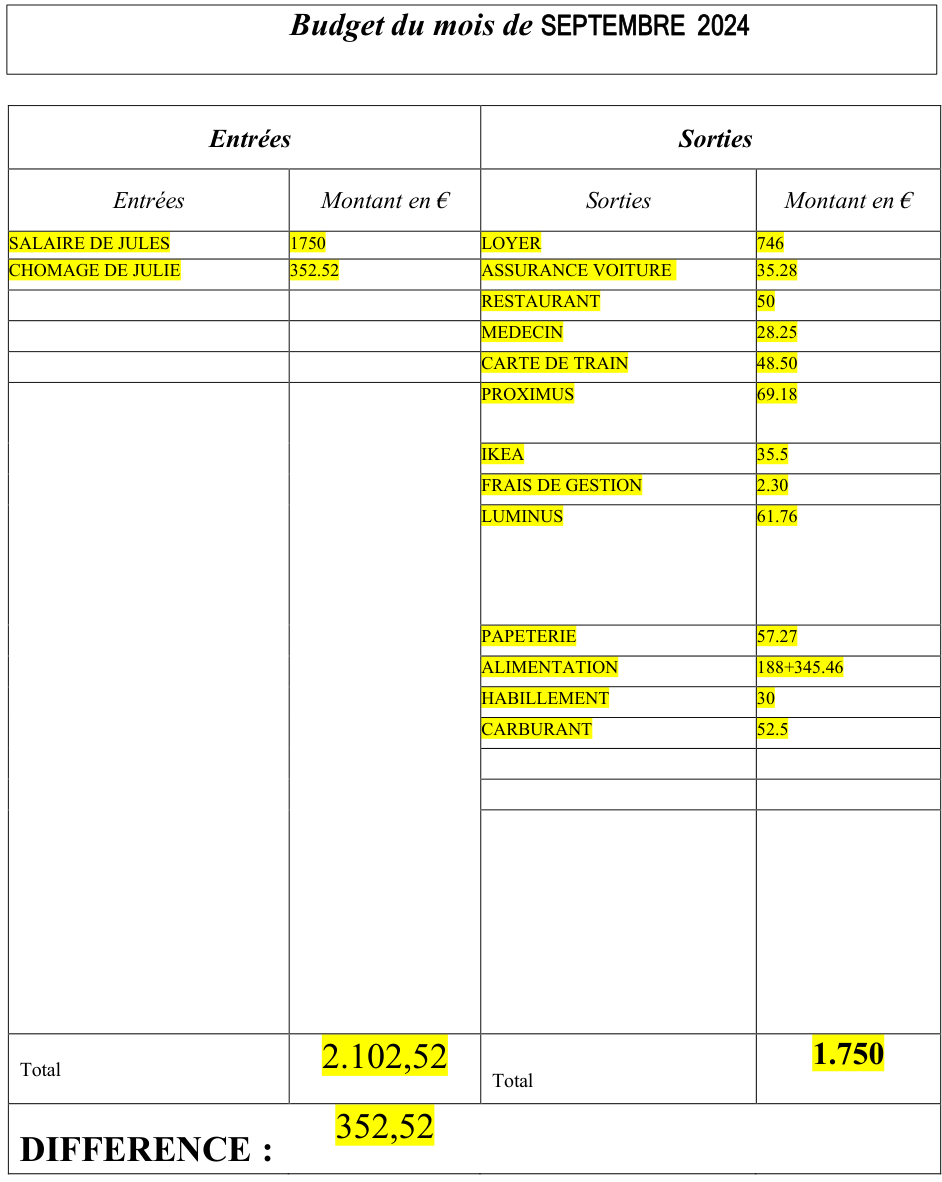 Budget du mois de SEPTEMBRE 2024
Entrées Sorties
Entrées Montant en € Sorties Montant en €
SALAIRE DE JULES 1750 LOYER 746
CHOMAGE DE JULIE 352.52 ASSURANCE VOITURE 35.28
RESTAURANT 50
MEDECIN 28.25
CARTE DE TRAIN 48.50
PROXIMUS 69.18
IKEA 35.5
FRAIS DE GESTION 2.30
LUMINUS 61.76
PAPETERIE 57.27
ALIMENTATION 188+345.46
HABILLEMENT 30
CARBURANT 52.5
Total 2.102,52 Total 1.750
DIFFERENCE : 352,52